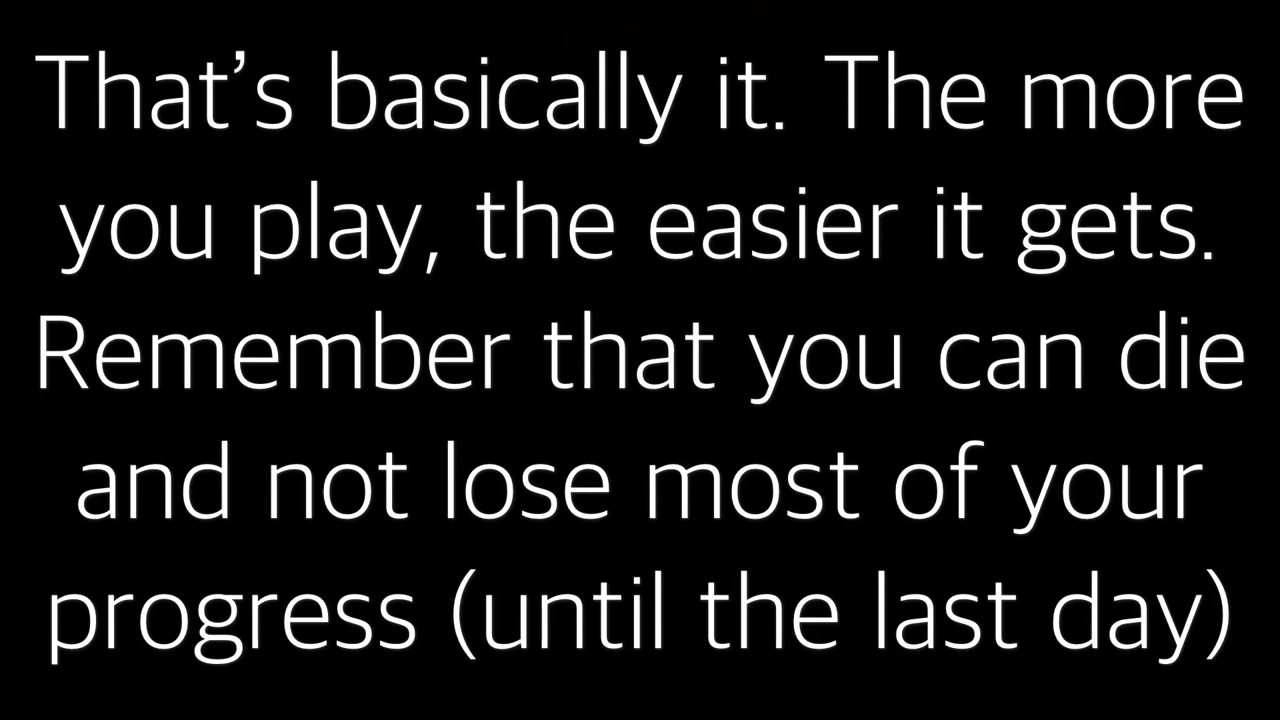 That’s basically it. The more
you play, the easier it gets.
Remember that you can die
and not lose most of your
progress (until the last day)